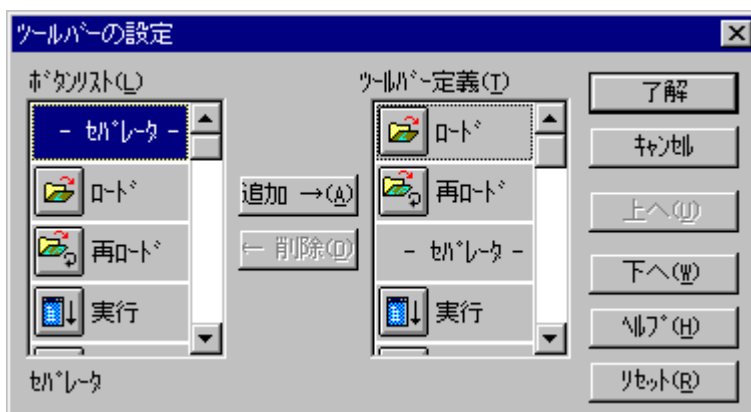 ツールバーの設定
ﾎﾞﾀﾝﾘｽﾄ(L)
- ｾﾊﾟﾚｰﾀ -
ﾛｰﾄﾞ
再ﾛｰﾄﾞ
実行
ｾﾊﾟﾚｰﾀ
追加 →(A)
← 削除(D)
ﾂｰﾙﾊﾞｰ定義(T)
ﾛｰﾄﾞ
再ﾛｰﾄﾞ
- ｾﾊﾟﾚｰﾀ -
実行
了解
ｷｬﾝｾﾙ
上へ(U)
下へ(W)
ﾍﾙﾌﾟ(H)
ﾘｾｯﾄ(R)